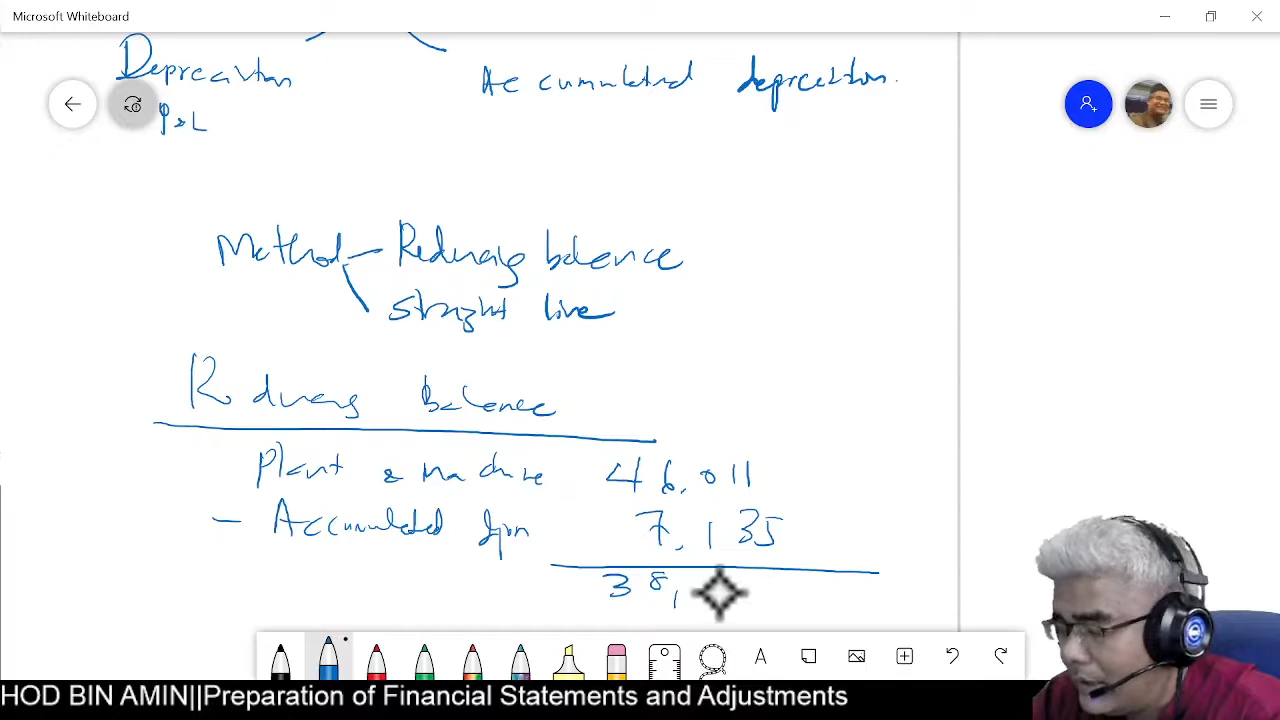 Microsoft Whiteboard
Depreciation
P&L
Accumulated depreciation.
Method - Reducing balance
straight line
Reducing Balance
Plant & Machine 46,011
- Accumulated dpn 7,135
38,
A
HOD BIN AMIN||Preparation of Financial Statements and Adjustments